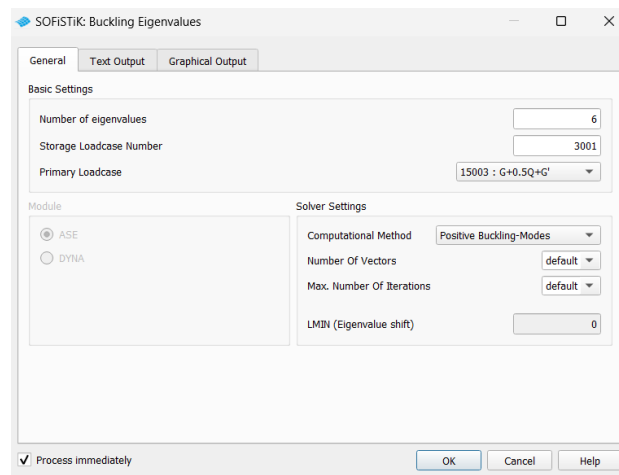 SOFiSTiK: Buckling Eigenvalues
General Text Output Graphical Output
Basic Settings
Number of eigenvalues 6
Storage Loadcase Number 3001
Primary Loadcase 15003 : G+0.5Q+G'
Module Solver Settings
ASE Computational Method Positive Buckling-Modes
DYNA Number Of Vectors default
Max. Number Of Iterations default
LMIN (Eigenvalue shift) 0
Process immediately OK Cancel Help